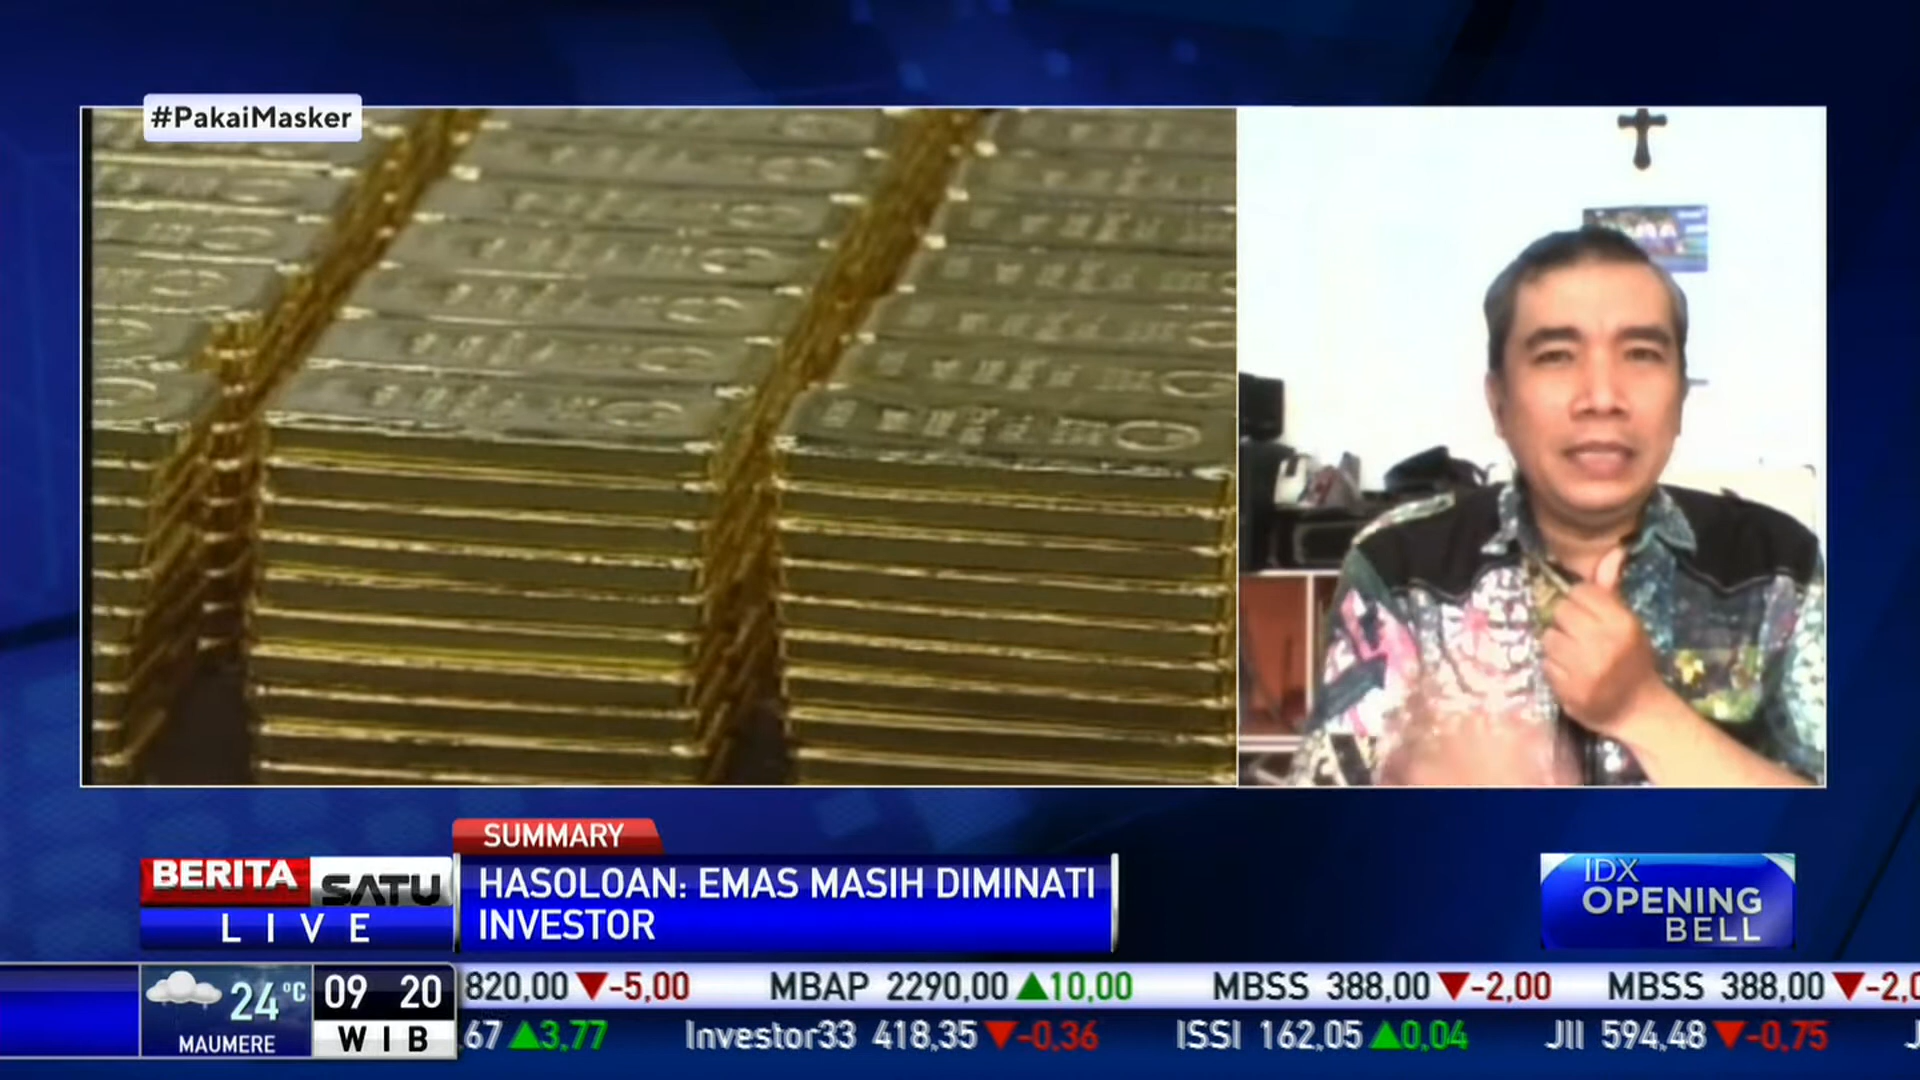 #PakaiMasker
SUMMARY
BERITA SATU
LIVE
HASOLOAN: EMAS MASIH DIMINATI
INVESTOR
IDX
OPENING
BELL
24°C
MAUMERE
09 20
WIB
820,00 ▼-5,00 MBAP 2290,00 ▲10,00 MBSS 388,00 ▼-2,00 MBSS 388,00 ▼-2,0
.67 ▲3,77 Investor33 418,35 ▼-0,36 ISSI 162,05 ▲0,04 JII 594,48 ▼-0,75 J